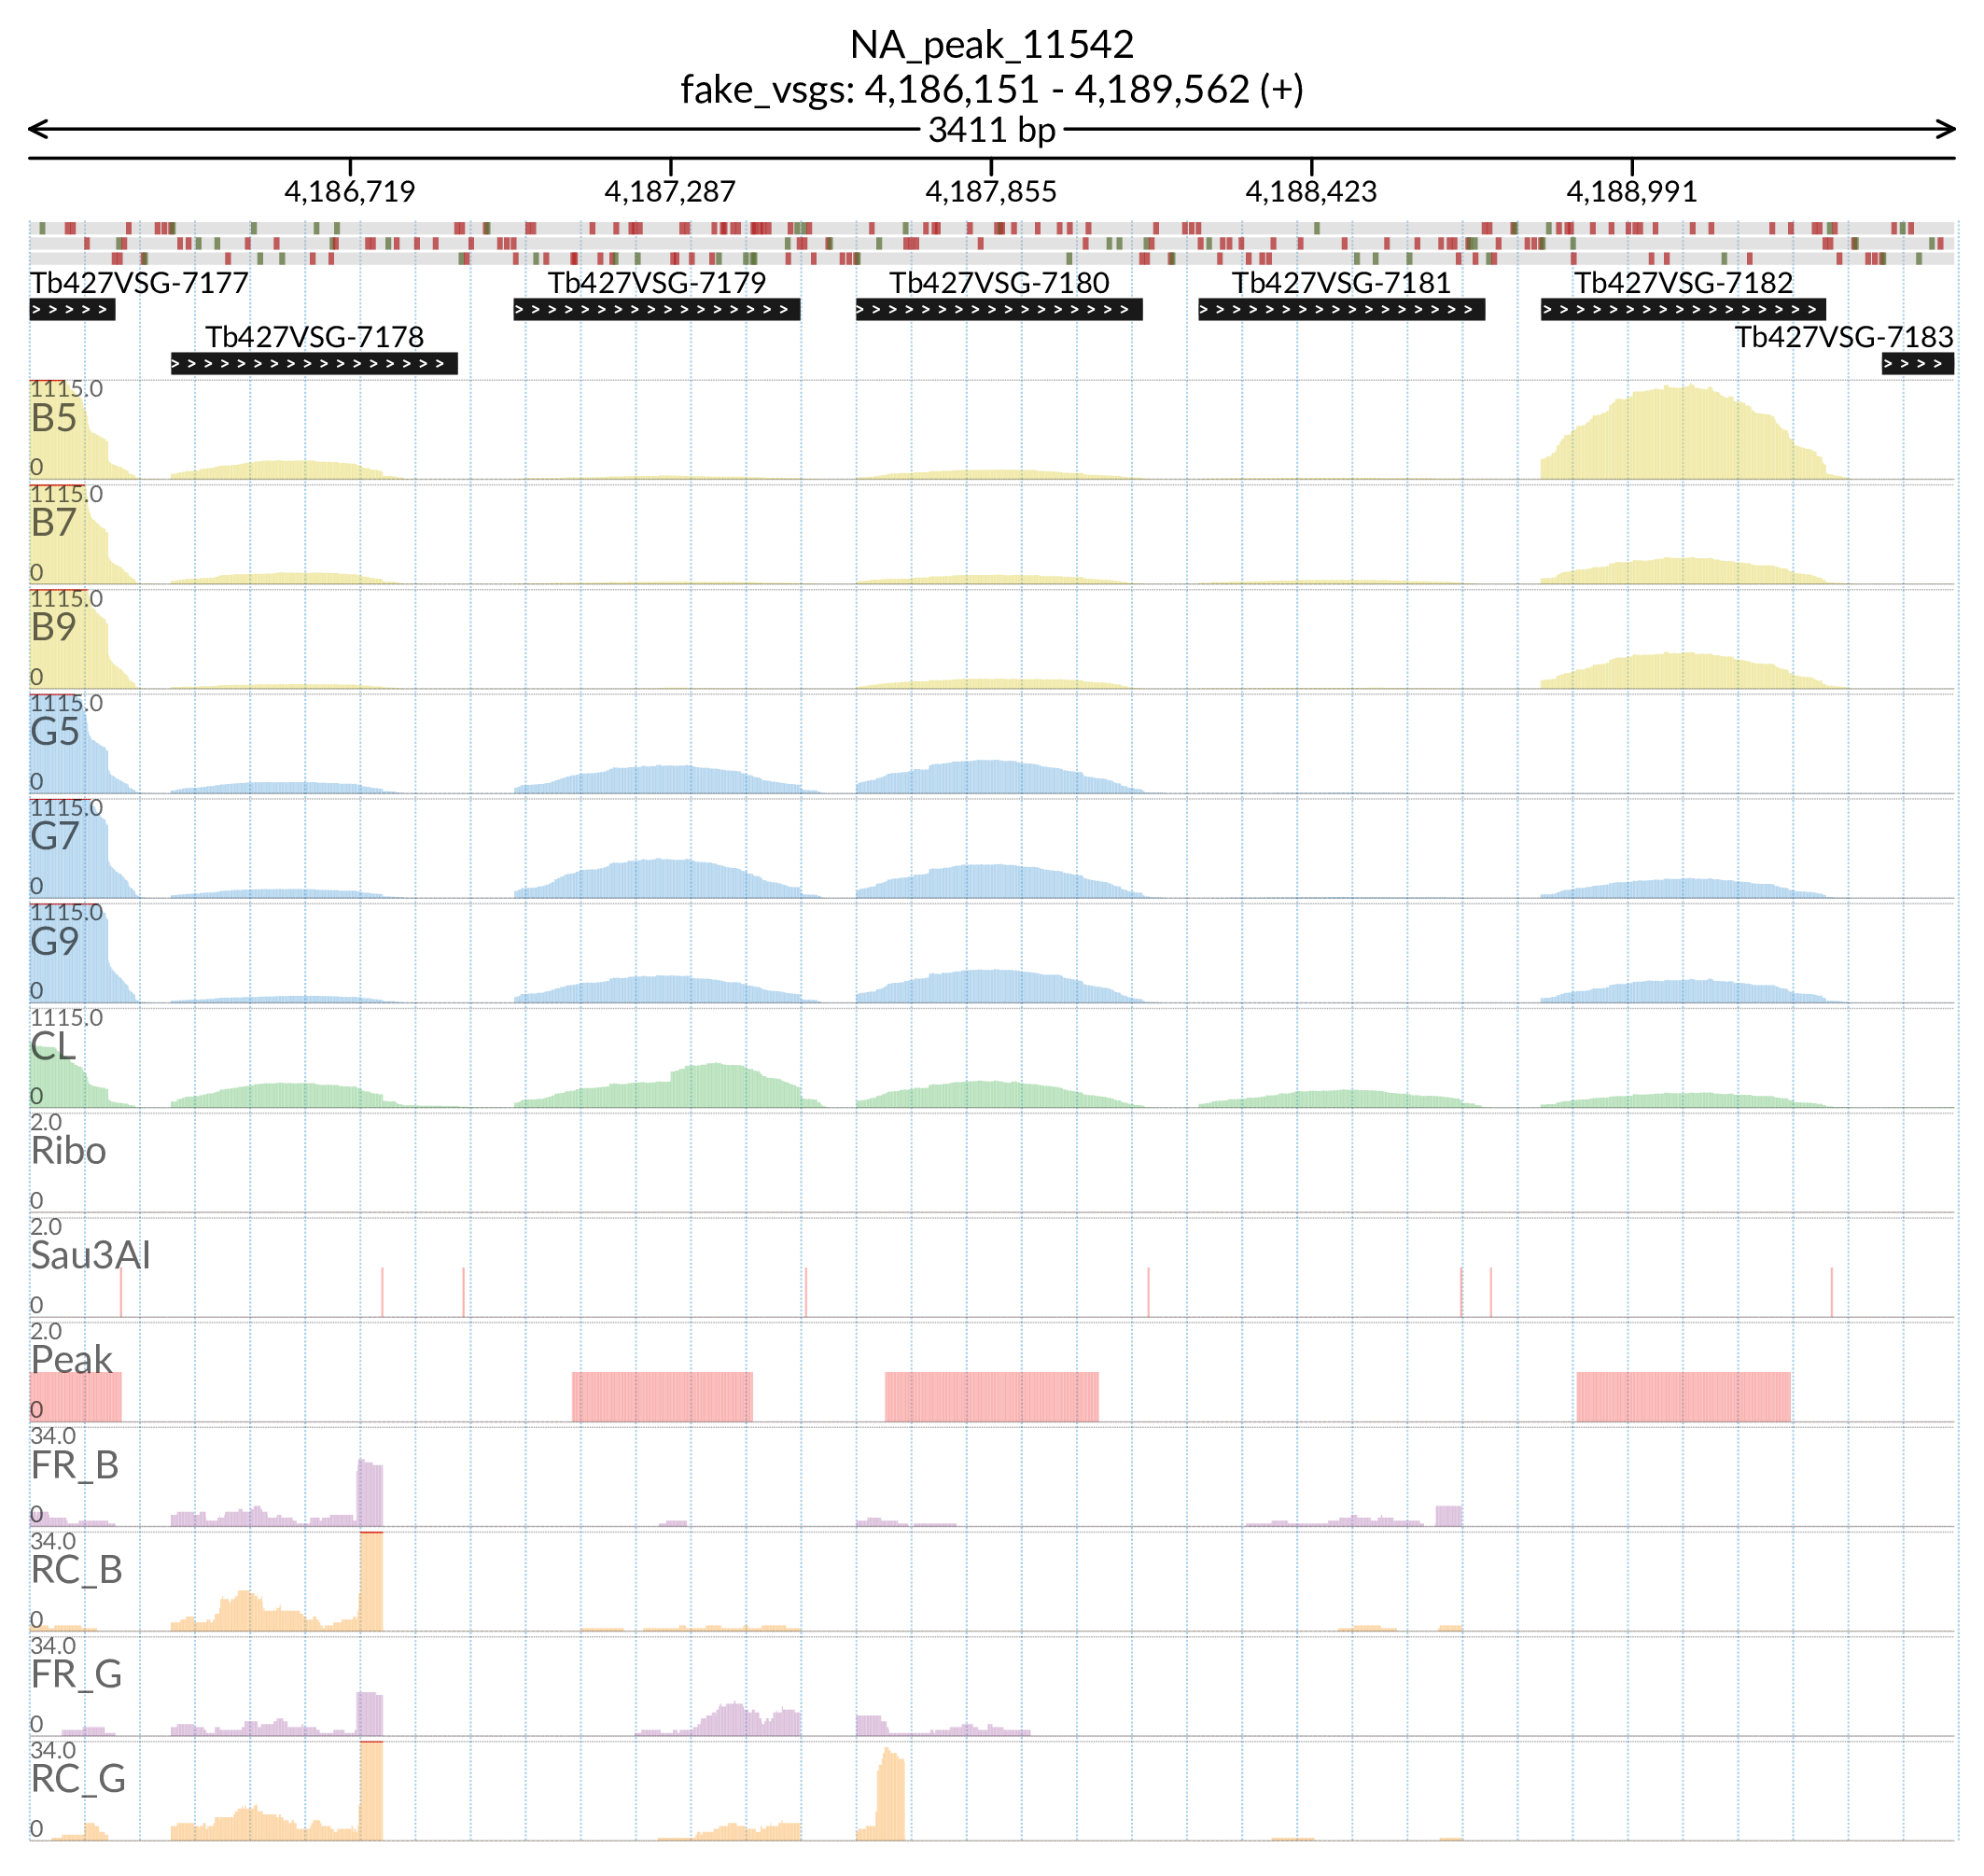 NA_peak_11542
fake_vsgs: 4,186,151 - 4,189,562 (+)
3411 bp
4,186,719 4,187,287 4,187,855 4,188,423 4,188,991
Tb427VSG-7177 Tb427VSG-7179 Tb427VSG-7180 Tb427VSG-7181 Tb427VSG-7182
Tb427VSG-7178 Tb427VSG-7183
1115.0
B5
0
1115.0
B7
0
1115.0
B9
0
1115.0
G5
0
1115.0
G7
0
1115.0
G9
0
1115.0
CL
0
2.0
Ribo
0
2.0
Sau3AI
0
2.0
Peak
0
34.0
FR_B
0
34.0
RC_B
0
34.0
FR_G
0
34.0
RC_G
0